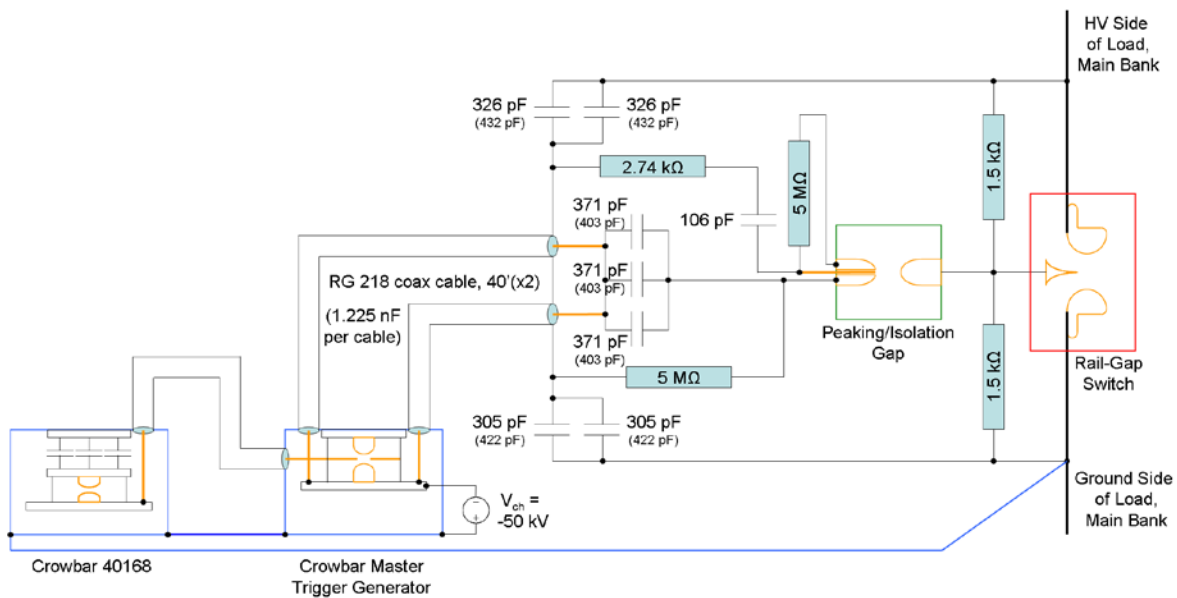 HV Side
of Load,
Main Bank
326 pF
(432 pF)
326 pF
(432 pF)
2.74 kΩ
5 MΩ
1.5 kΩ
371 pF
(403 pF)
106 pF
371 pF
(403 pF)
RG 218 coax cable, 40'(x2)
(1.225 nF
per cable)
371 pF
(403 pF)
Peaking/Isolation
Gap
1.5 kΩ
Rail-Gap
Switch
5 MΩ
305 pF
(422 pF)
305 pF
(422 pF)
Vch =
-50 kV
Ground Side
of Load,
Main Bank
Crowbar 40168
Crowbar Master
Trigger Generator